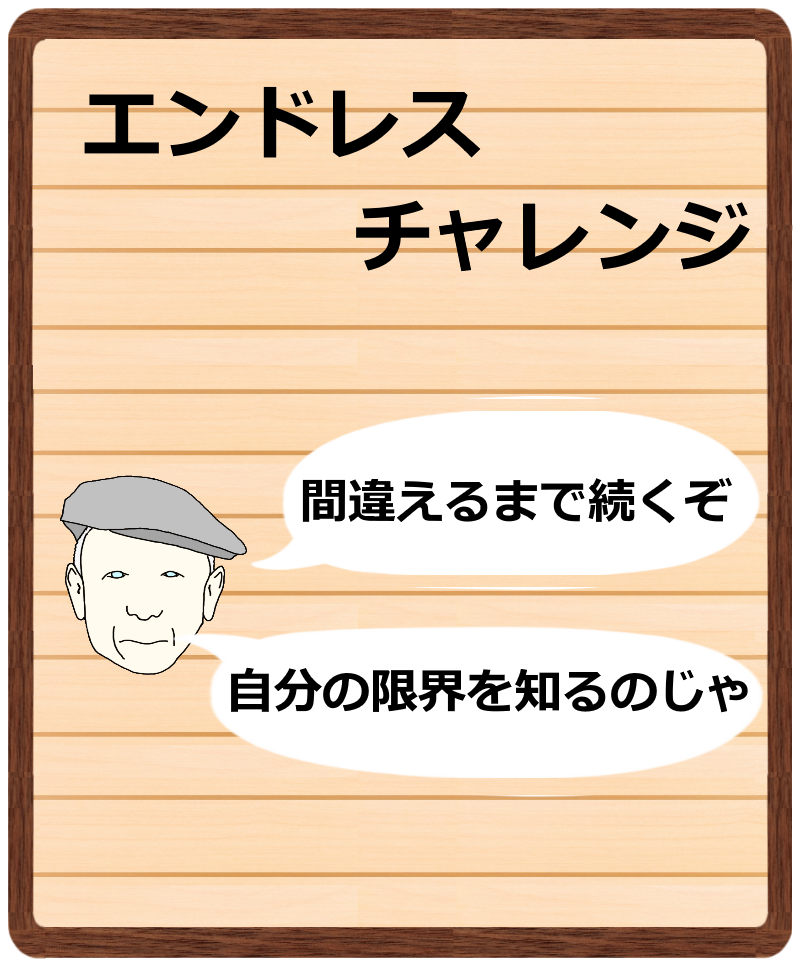 エンドレス
チャレンジ
間違えるまで続くぞ
自分の限界を知るのじゃ